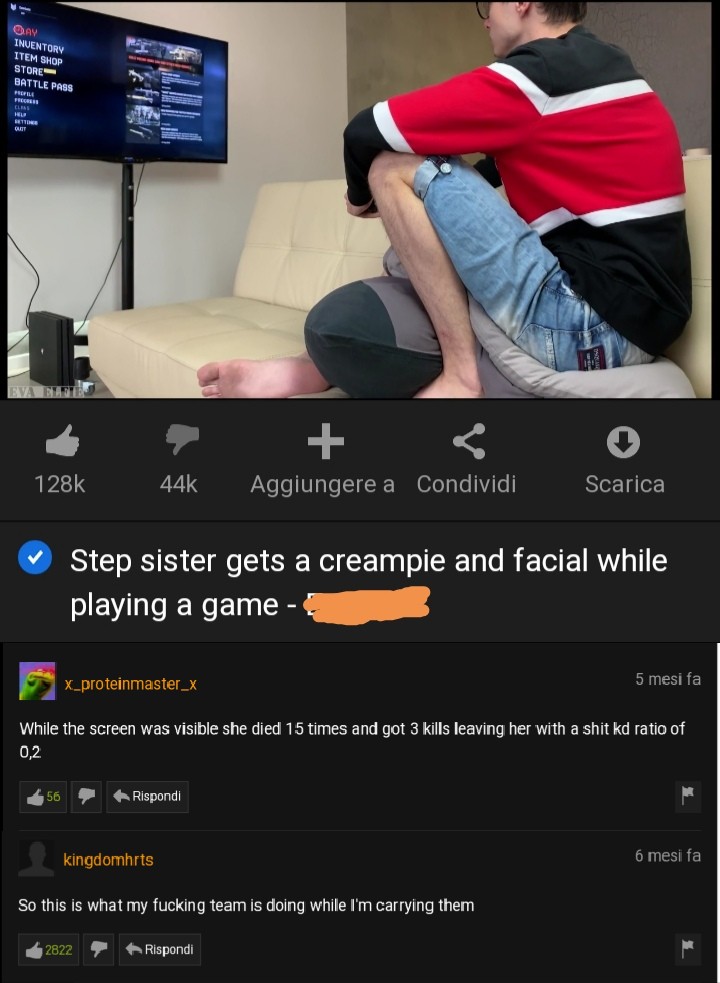 PLAY
INVENTORY
ITEM SHOP
STORE
BATTLE PASS
PROFILE
PROGRESS
CLANS
HELP
SETTINGS
QUIT
EVA ELFIE
128k
44k
Aggiungere a
Condividi
Scarica
Step sister gets a creampie and facial while
playing a game -
x_proteinmaster_x
5 mesi fa
While the screen was visible she died 15 times and got 3 kills leaving her with a shit kd ratio of
0,2
56
Rispondi
kingdomhrts
6 mesi fa
So this is what my fucking team is doing while I'm carrying them
2822
Rispondi